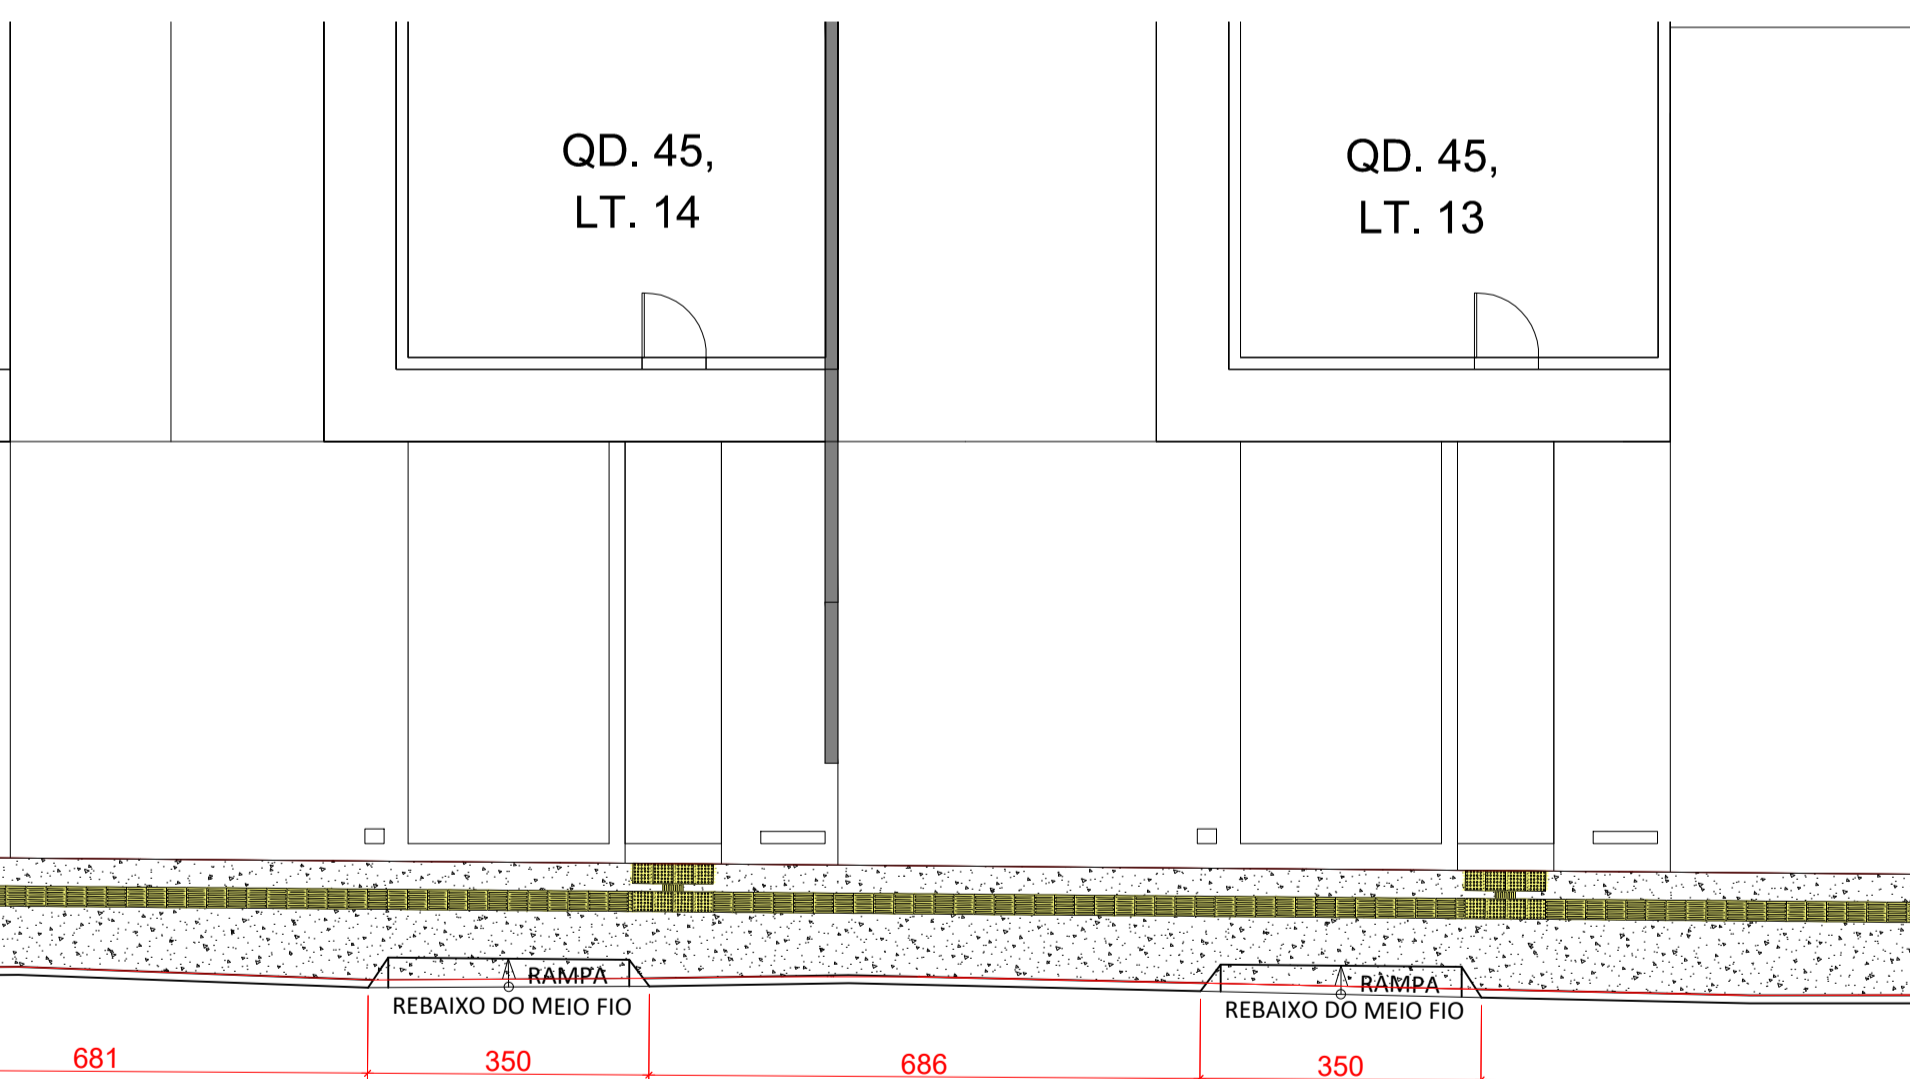 QD. 45,
LT. 14
QD. 45,
LT. 13
RAMPA
REBAIXO DO MEIO FIO
RAMPA
REBAIXO DO MEIO FIO
681
350
686
350